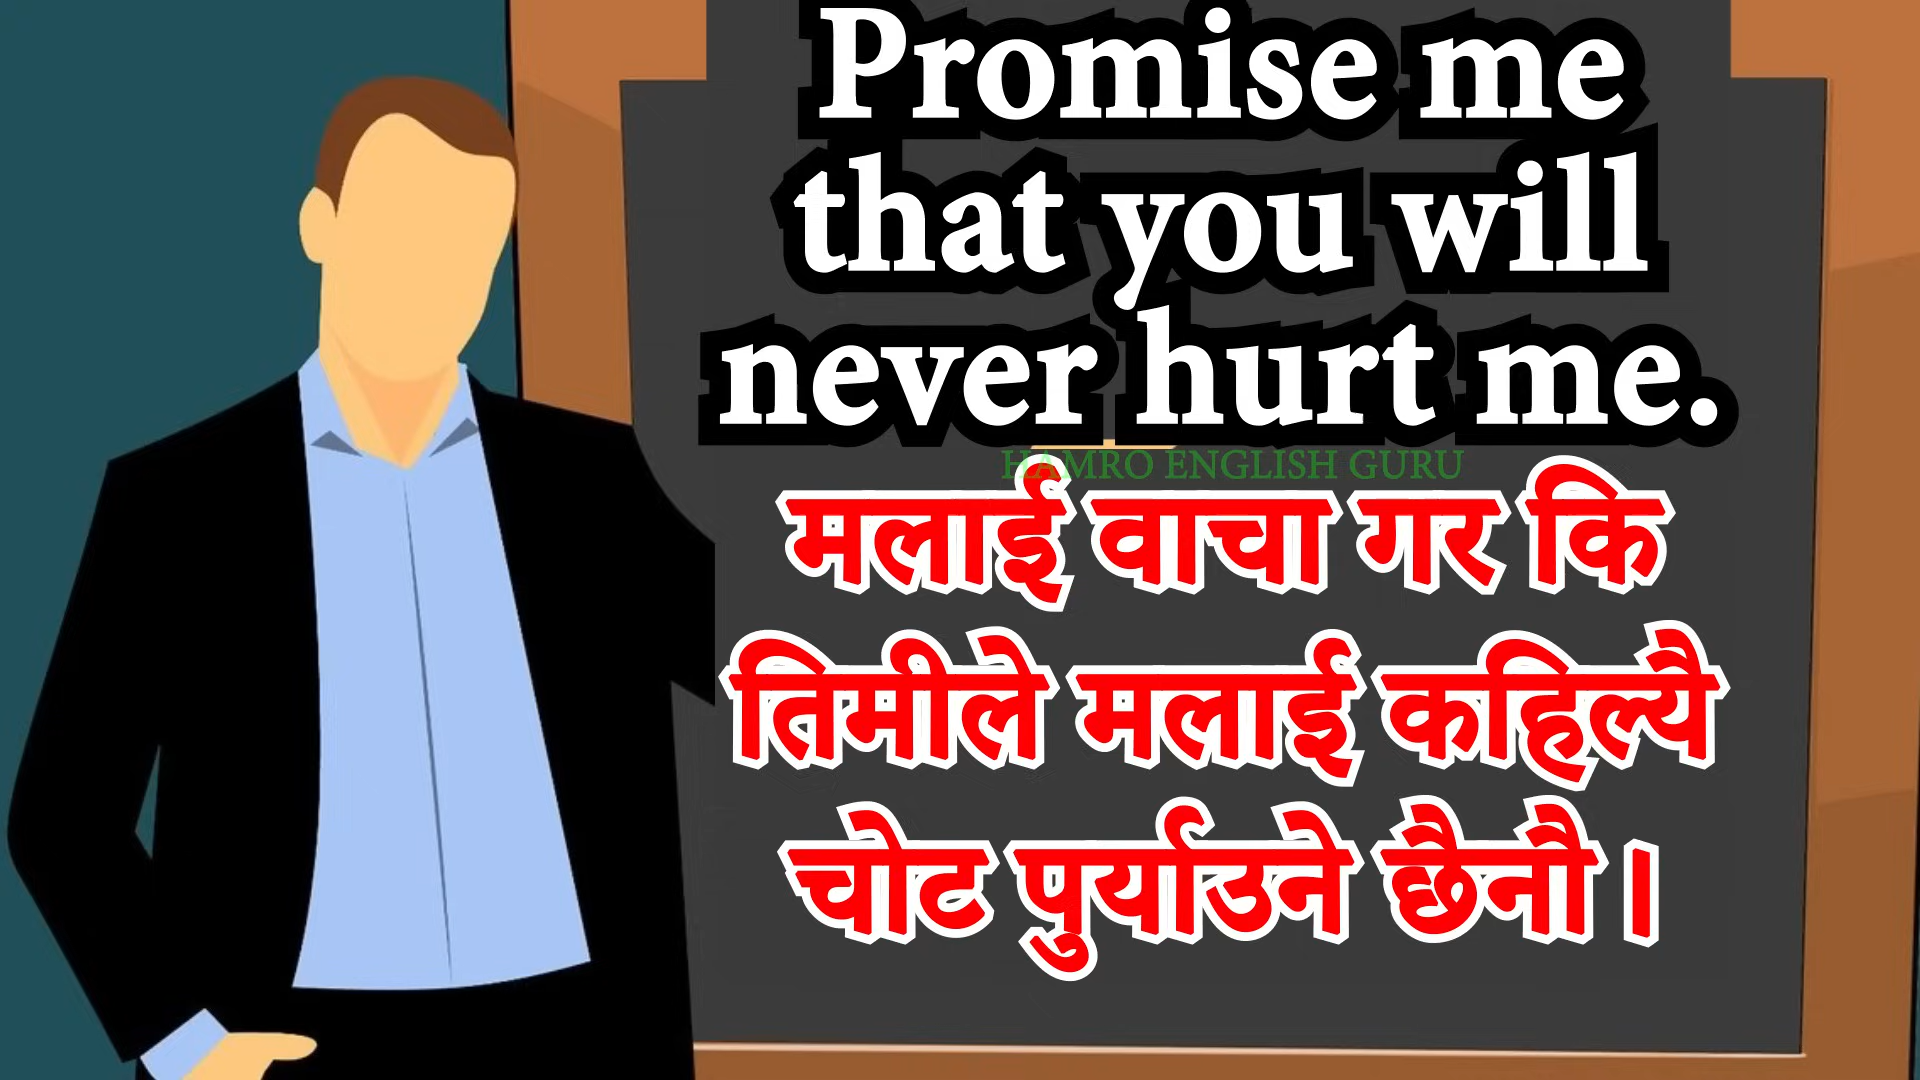 Promise me
that you will
never hurt me.
HAMRO ENGLISH GURU
मलाई वाचा गर कि
तिमीले मलाई कहिल्यै
चोट पुर्याउने छैनौ ।